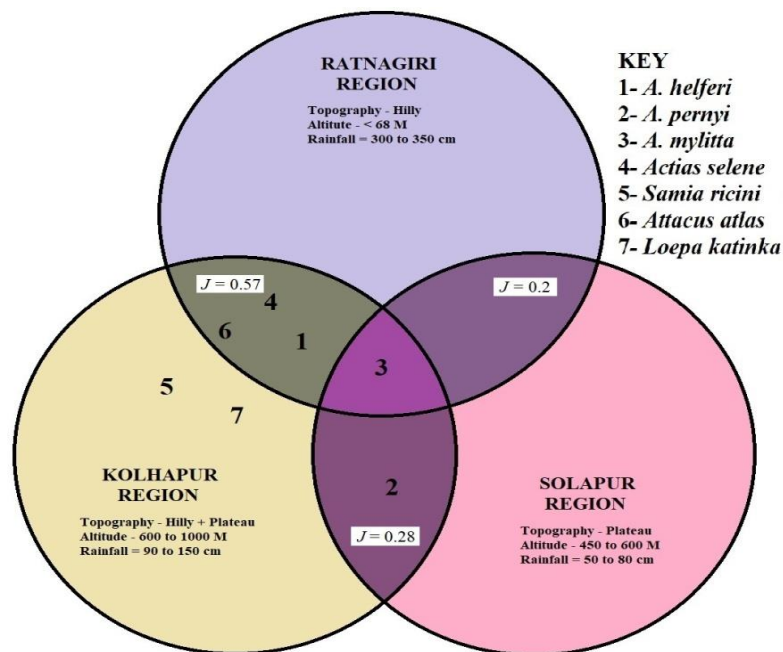 RATNAGIRI
REGION
Topography - Hilly
Altitute - < 68 M
Rainfall = 300 to 350 cm
KEY
1- A. helferi
2- A. pernyi
3- A. mylitta
4- Actias selene
5- Samia ricini
6- Attacus atlas
7- Loepa katinka
J = 0.57
J = 0.2
4
6
1
3
5
7
KOLHAPUR
REGION
Topography - Hilly + Plateau
Altitude - 600 to 1000 M
Rainfall = 90 to 150 cm
2
J = 0.28
SOLAPUR
REGION
Topography - Plateau
Altitude - 450 to 600 M
Rainfall = 50 to 80 cm